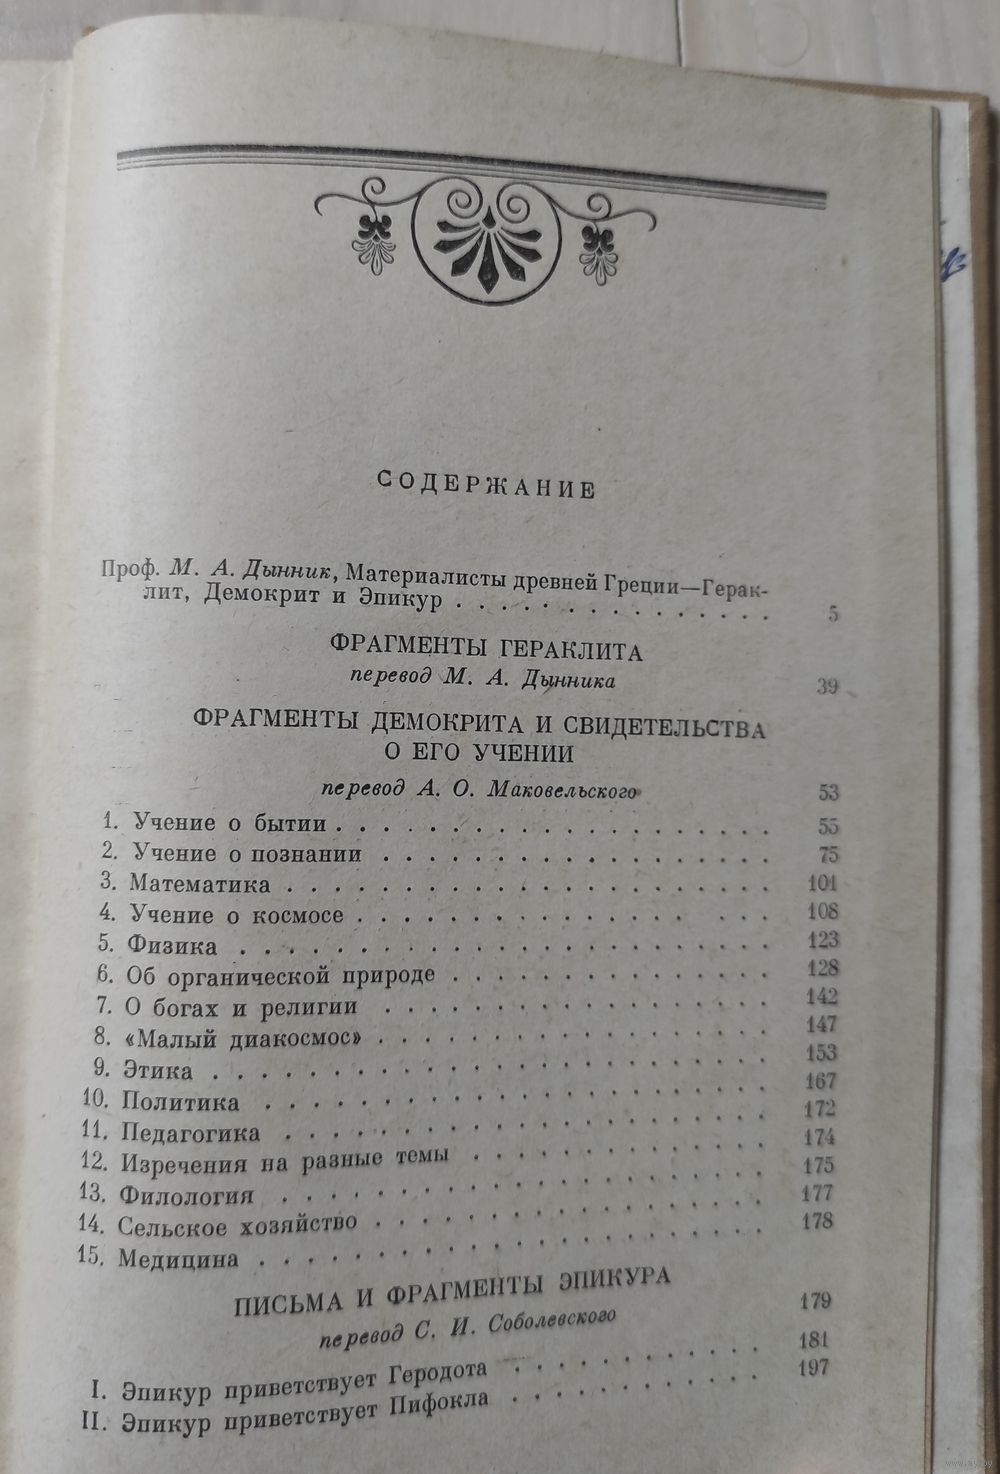 СОДЕРЖАНИЕ
Проф. М. А. Дынник, Материалисты древней Греции—Герак-
лит, Демокрит и Эпикур . . . . . . . . . . . . . . 5
ФРАГМЕНТЫ ГЕРАКЛИТА
перевод М. А. Дынника 39
ФРАГМЕНТЫ ДЕМОКРИТА И СВИДЕТЕЛЬСТВА
О ЕГО УЧЕНИИ
перевод А. О. Маковельского 53
1. Учение о бытии . . . . . . . . . . . . . . . . . . . 55
2. Учение о познании . . . . . . . . . . . . . . . . . 75
3. Математика . . . . . . . . . . . . . . . . . . . . . 101
4. Учение о космосе . . . . . . . . . . . . . . . . . . 108
5. Физика . . . . . . . . . . . . . . . . . . . . . . . 123
6. Об органической природе . . . . . . . . . . . . . . 128
7. О богах и религии . . . . . . . . . . . . . . . . . 142
8. «Малый диакосмос» . . . . . . . . . . . . . . . . . 147
9. Этика . . . . . . . . . . . . . . . . . . . . . . . . 153
10. Политика . . . . . . . . . . . . . . . . . . . . . . 167
11. Педагогика . . . . . . . . . . . . . . . . . . . . . 172
12. Изречения на разные темы . . . . . . . . . . . . . 174
13. Филология . . . . . . . . . . . . . . . . . . . . . 175
14. Сельское хозяйство . . . . . . . . . . . . . . . . . 177
15. Медицина . . . . . . . . . . . . . . . . . . . . . . 178
ПИСЬМА И ФРАГМЕНТЫ ЭПИКУРА
перевод С. И. Соболевского 179
I. Эпикур приветствует Геродота . . . . . . . . . . . 181
II. Эпикур приветствует Пифокла . . . . . . . . . . . 197